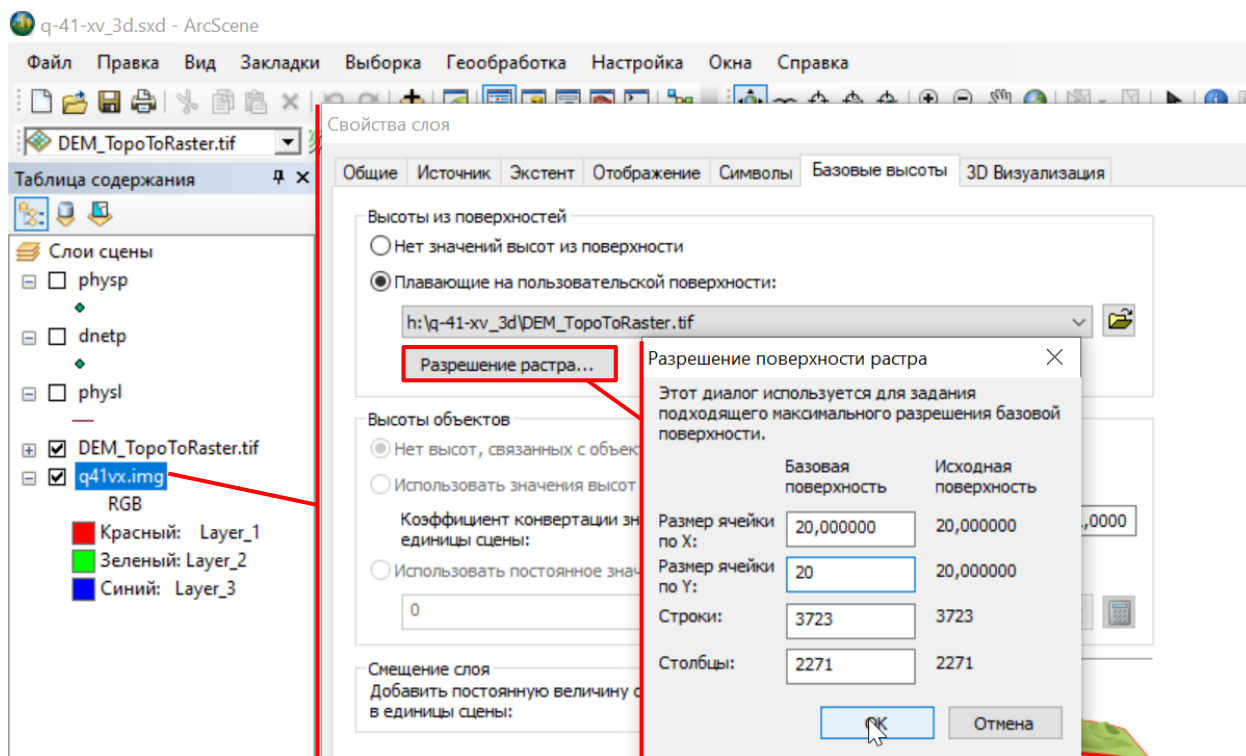 q-41-xv_3d.sxd - ArcScene
Файл Правка Вид Закладки Выборка Геообработка Настройка Окна Справка
DEM_TopoToRaster.tif
Таблица содержания
Слои сцены
physp
dnetp
physl
DEM_TopoToRaster.tif
q41vx.img
RGB
Красный: Layer_1
Зеленый: Layer_2
Синий: Layer_3
Свойства слоя
Общие Источник Экстент Отображение Символы Базовые высоты 3D Визуализация
Высоты из поверхностей
Нет значений высот из поверхности
Плавающие на пользовательской поверхности:
h:\q-41-xv_3d\DEM_TopoToRaster.tif
Разрешение растра...
Высоты объектов
Нет высот, связанных с объек
Использовать значения высот
Коэффициент конвертации зн
единицы сцены:
,0000
Использовать постоянное знач
0
Смещение слоя
Добавить постоянную величину с
в единицы сцены:
Разрешение поверхности растра
Этот диалог используется для задания
подходящего максимального разрешения базовой
поверхности.
Базовая Исходная
поверхность поверхность
Размер ячейки 20,000000 20,000000
по X:
Размер ячейки 20 20,000000
по Y:
Строки: 3723 3723
Столбцы: 2271 2271
OK Отмена